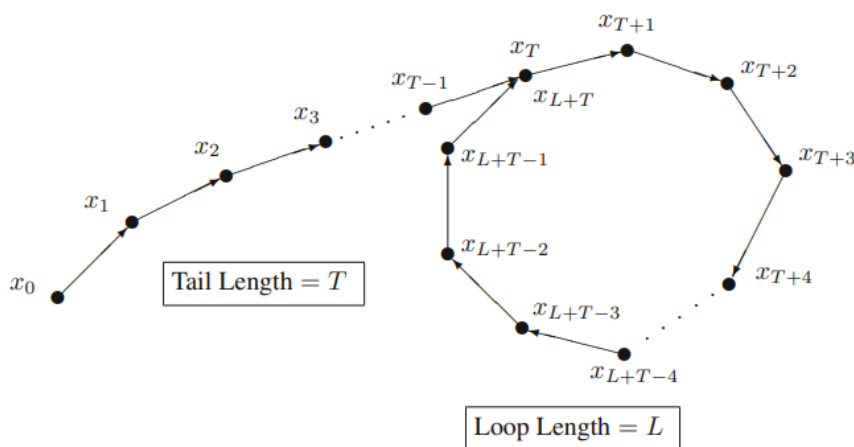 x_{T+1}
x_T
x_{T+2}
x_{T-1}
x_{L+T}
x_3
x_2
x_{L+T-1}
x_{T+3}
x_1
x_{L+T-2}
x_0
Tail Length = T
x_{T+4}
x_{L+T-3}
x_{L+T-4}
Loop Length = L